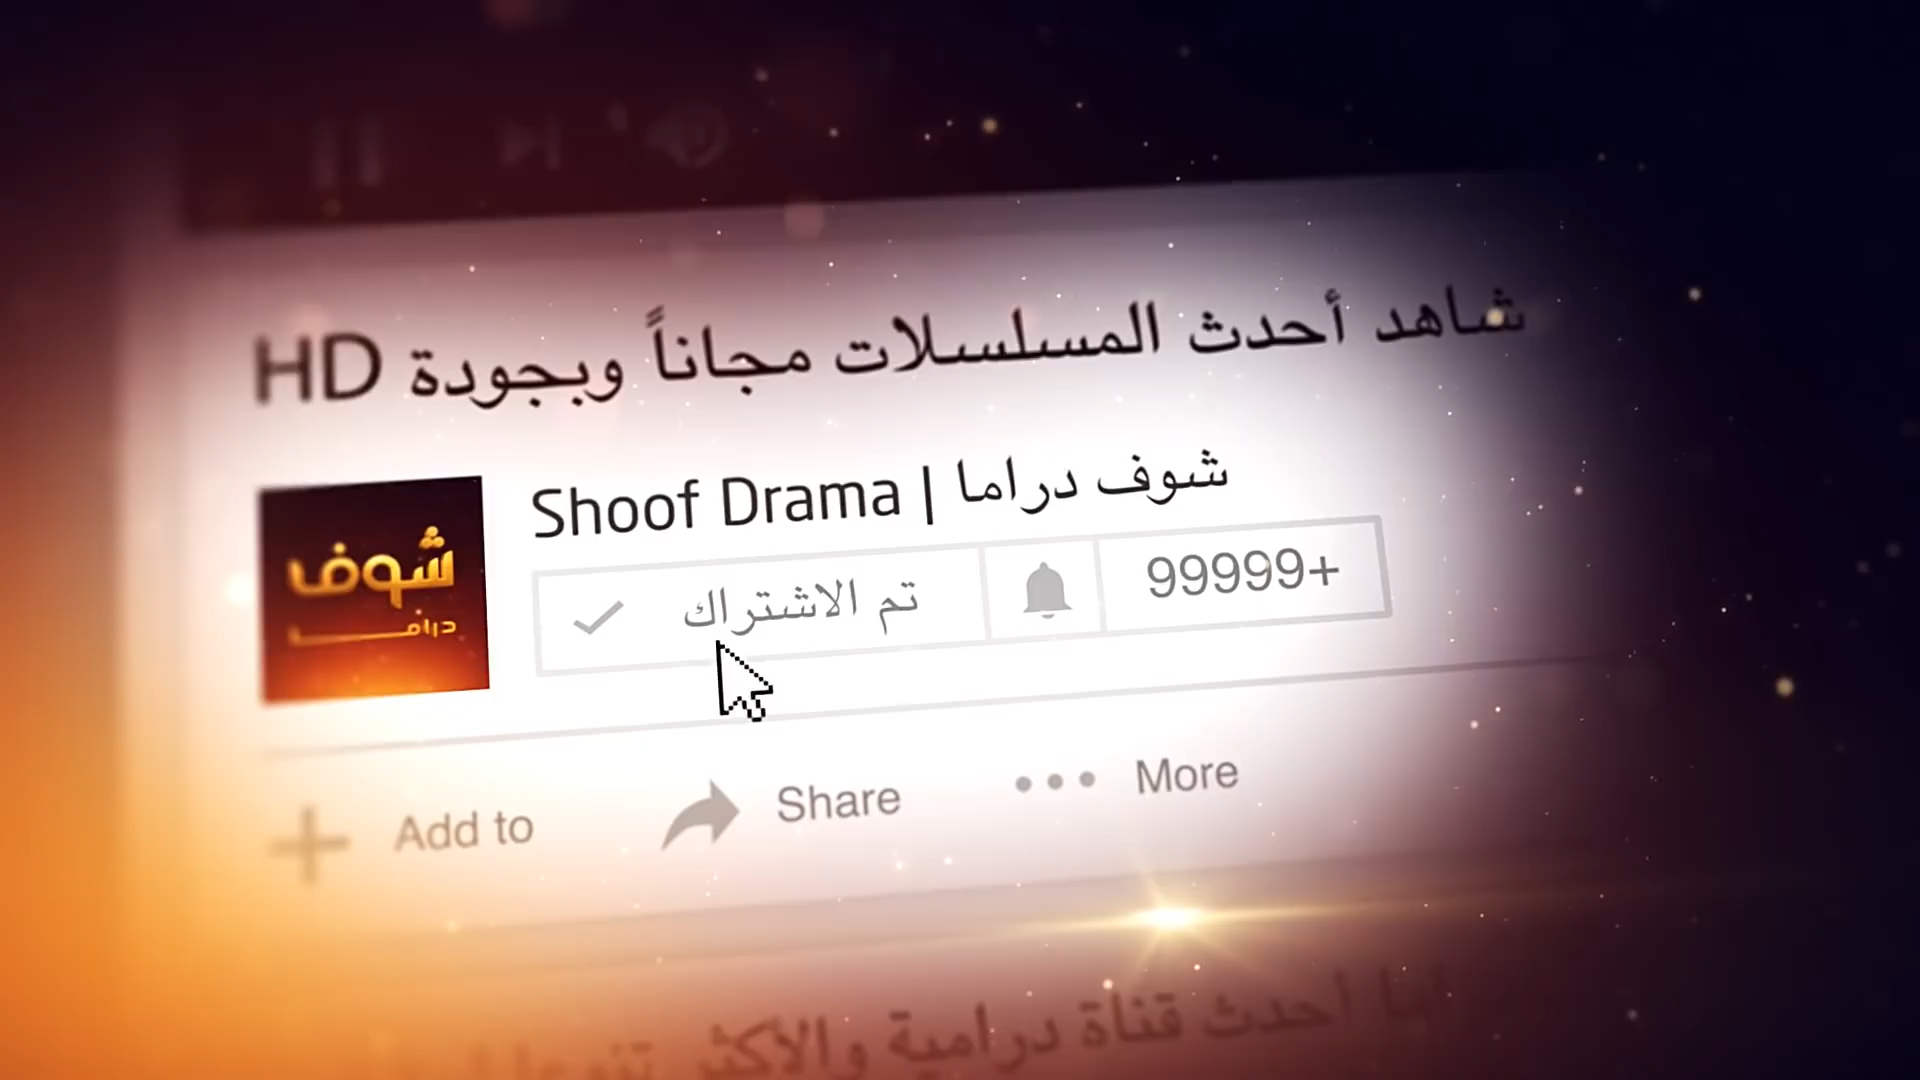 شاهد أحدث المسلسلات مجاناً وبجودة HD
Shoof Drama | شوف دراما
شوف
دراما
تم الاشتراك
99999+
Add to
Share
More
أحدث قناة درامية والأكثر تنوعا